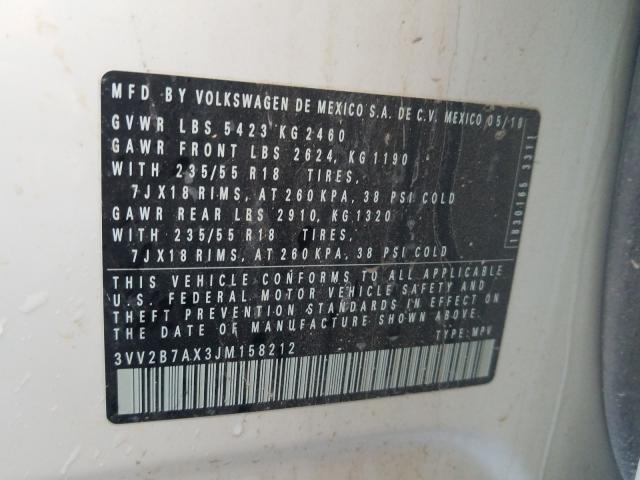 MFD BY VOLKSWAGEN DE MEXICO S.A. DE C.V. MEXICO 05/18
GVWR LBS 5423 KG 2460
GAWR FRONT LBS 2624, KG 1190
WITH 235/55 R18 TIRES,
7JX18 RIMS, AT 260 KPA, 38 PSI COLD
GAWR REAR LBS 2910, KG 1320
WITH 235/55 R18 TIRES,
7JX18 RIMS, AT 260 KPA, 38 PSI COLD
THIS VEHICLE CONFORMS TO ALL APPLICABLE
U.S. FEDERAL MOTOR VEHICLE SAFETY AND
THEFT PREVENTION STANDARDS IN EFFECT ON
THE DATE OF MANUFACTURE SHOWN ABOVE.
3VV2B7AX3JM158212 TYPE: MPV
1830165 3311